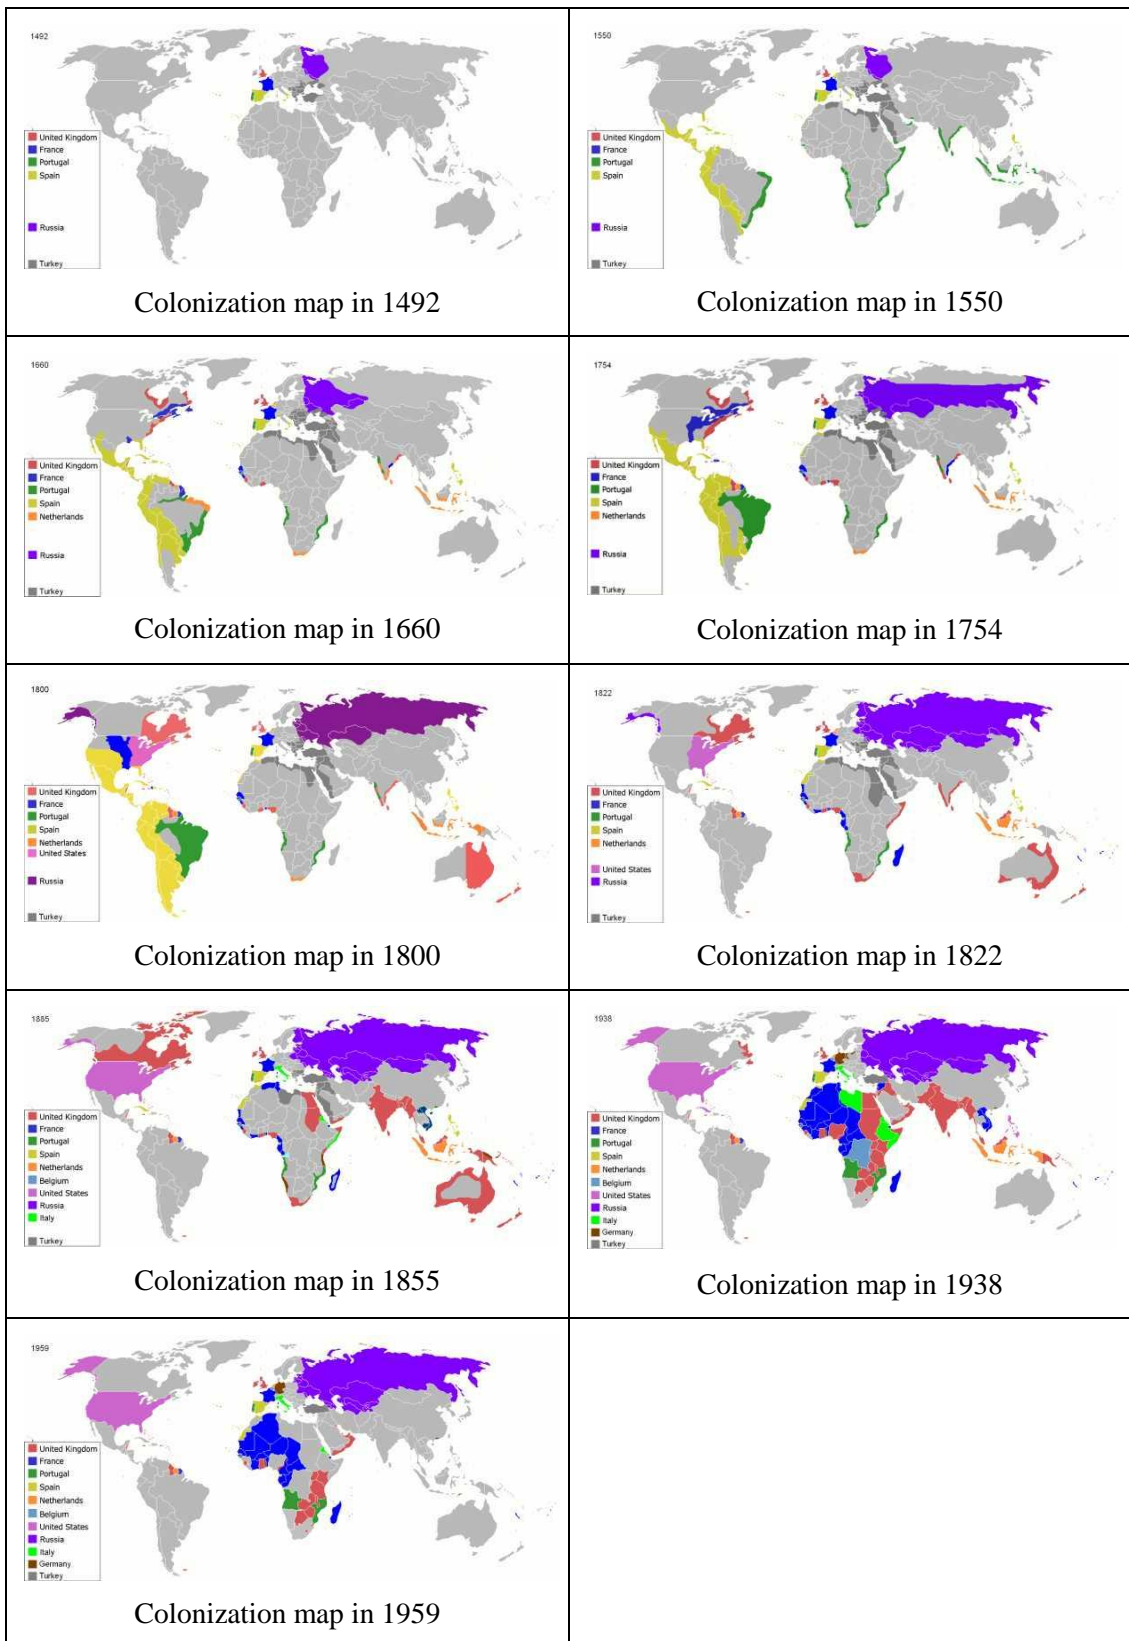 1492
United Kingdom
France
Portugal
Spain
Russia
Turkey
Colonization map in 1492
1550
United Kingdom
France
Portugal
Spain
Russia
Turkey
Colonization map in 1550
1660
United Kingdom
France
Portugal
Spain
Netherlands
Russia
Turkey
Colonization map in 1660
1754
United Kingdom
France
Portugal
Spain
Netherlands
Russia
Turkey
Colonization map in 1754
1800
United Kingdom
France
Portugal
Spain
Netherlands
United States
Russia
Turkey
Colonization map in 1800
1822
United Kingdom
France
Portugal
Spain
Netherlands
United States
Russia
Turkey
Colonization map in 1822
1885
United Kingdom
France
Portugal
Spain
Netherlands
Belgium
United States
Russia
Italy
Turkey
Colonization map in 1855
1938
United Kingdom
France
Portugal
Spain
Netherlands
Belgium
United States
Russia
Italy
Germany
Turkey
Colonization map in 1938
1959
United Kingdom
France
Portugal
Spain
Netherlands
Belgium
United States
Russia
Italy
Germany
Turkey
Colonization map in 1959